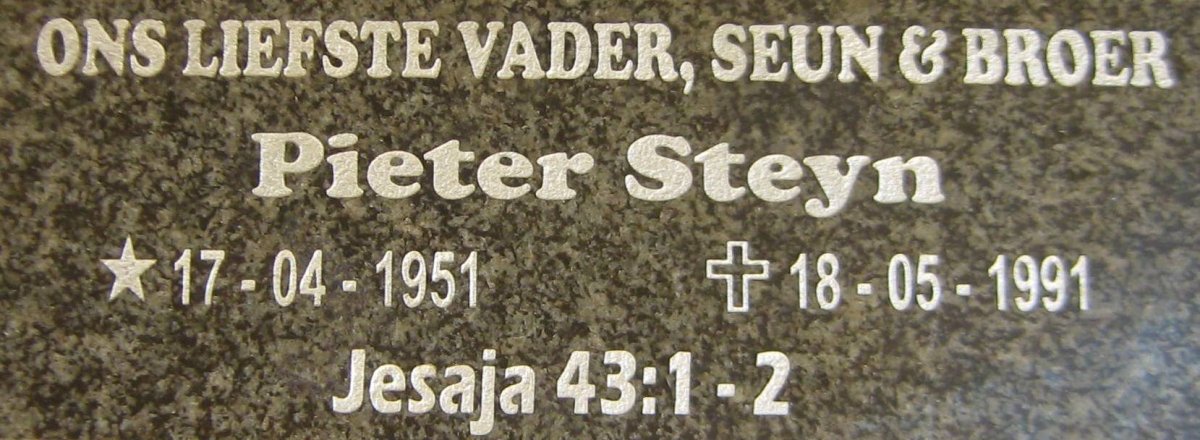 ONS LIEFSTE VADER, SEUN & BROER
Pieter Steyn
★ 17 - 04 - 1951 ✞ 18 - 05 - 1991
Jesaja 43:1 - 2